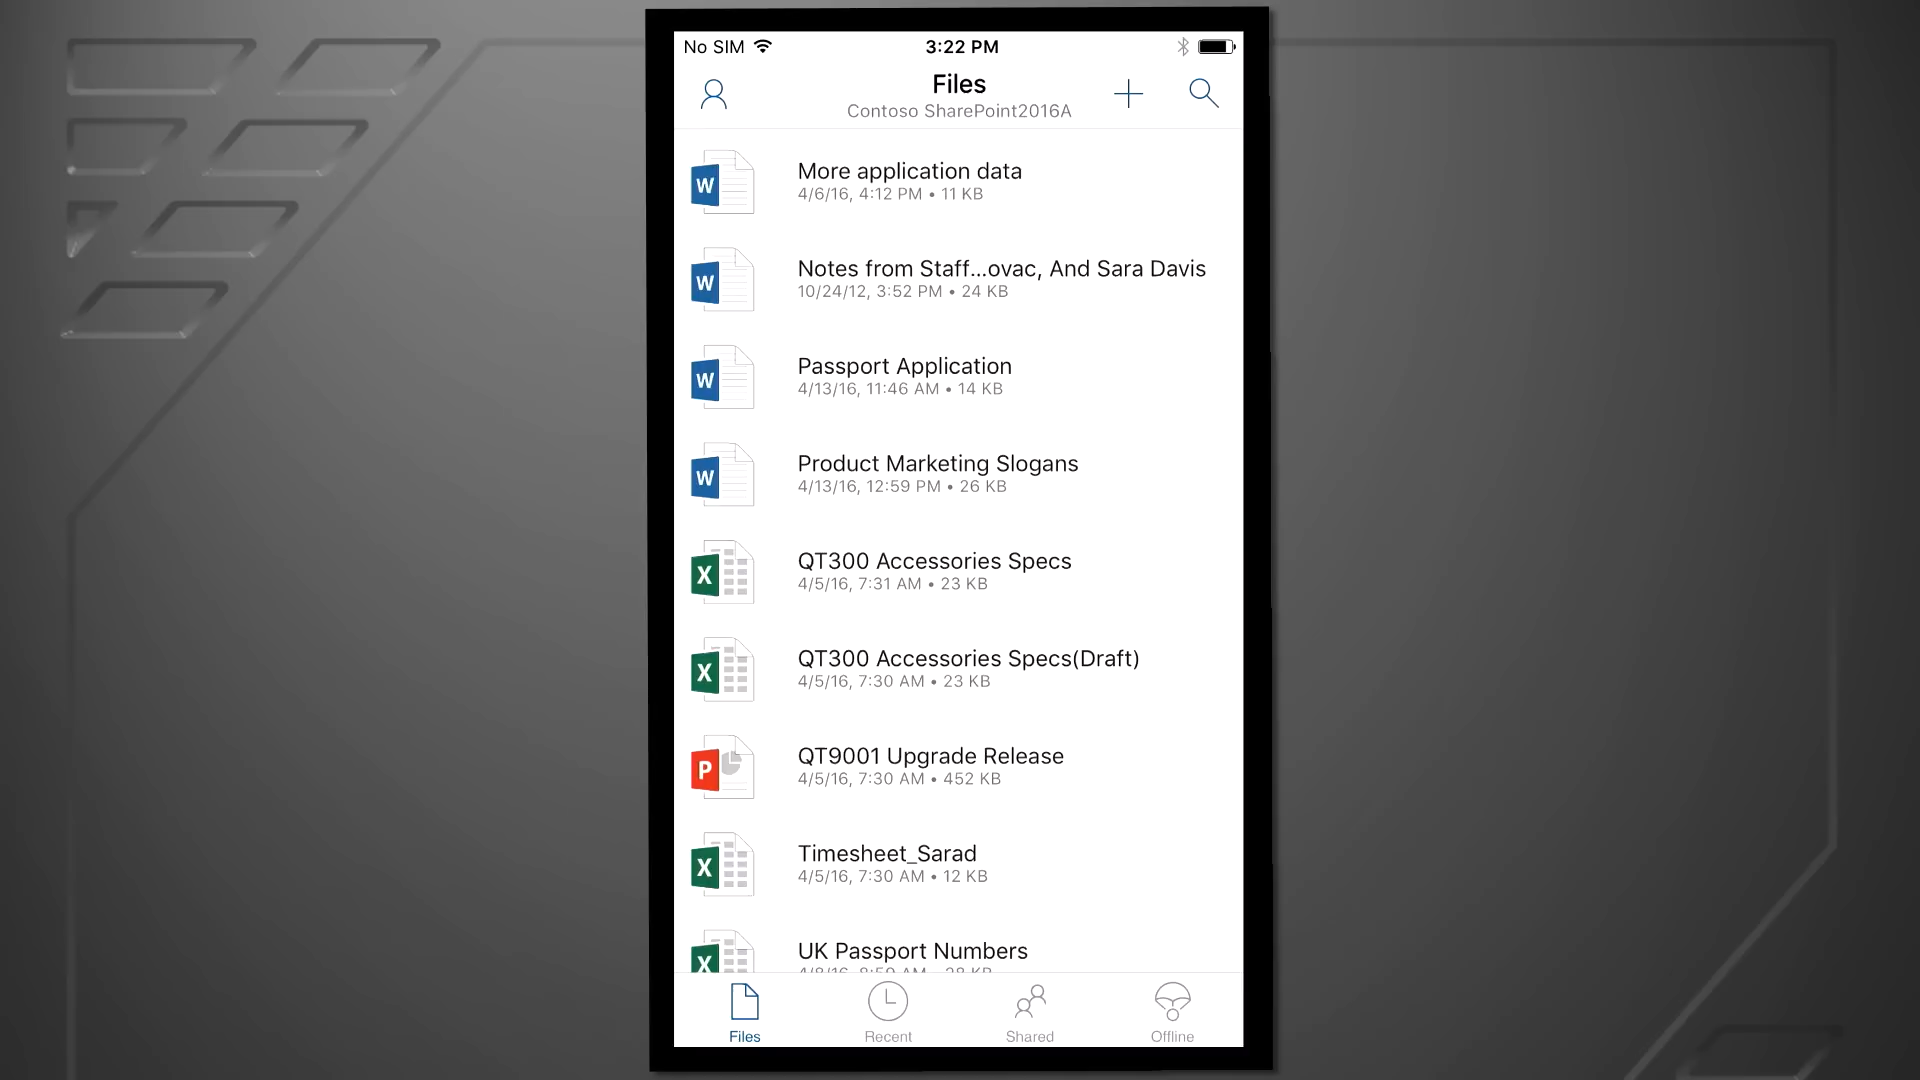 No SIM 3:22 PM
Files
Contoso SharePoint2016A
W More application data
4/6/16, 4:12 PM • 11 KB
W Notes from Staff...ovac, And Sara Davis
10/24/12, 3:52 PM • 24 KB
W Passport Application
4/13/16, 11:46 AM • 14 KB
W Product Marketing Slogans
4/13/16, 12:59 PM • 26 KB
X QT300 Accessories Specs
4/5/16, 7:31 AM • 23 KB
X QT300 Accessories Specs(Draft)
4/5/16, 7:30 AM • 23 KB
P QT9001 Upgrade Release
4/5/16, 7:30 AM • 452 KB
X Timesheet_Sarad
4/5/16, 7:30 AM • 12 KB
X UK Passport Numbers
Files Recent Shared Offline